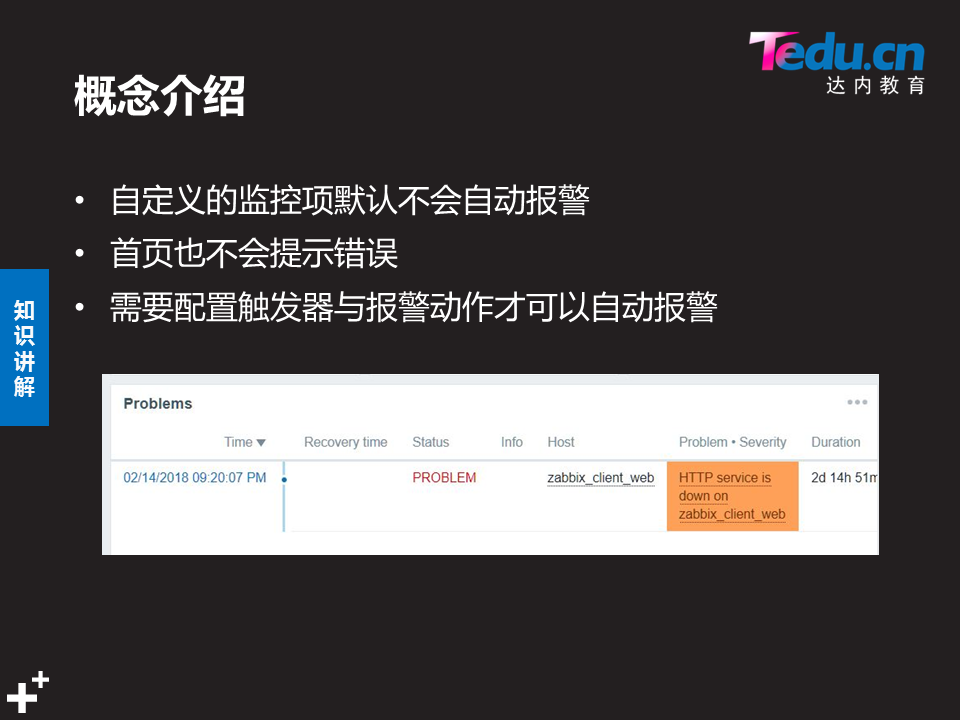 Tedu.cn
达内教育
概念介绍
• 自定义的监控项默认不会自动报警
• 首页也不会提示错误
• 需要配置触发器与报警动作才可以自动报警
知识讲解
Problems
Time ▼ Recovery time Status Info Host Problem • Severity Duration
02/14/2018 09:20:07 PM PROBLEM zabbix_client_web HTTP service is 2d 14h 51m
down on
zabbix_client_web